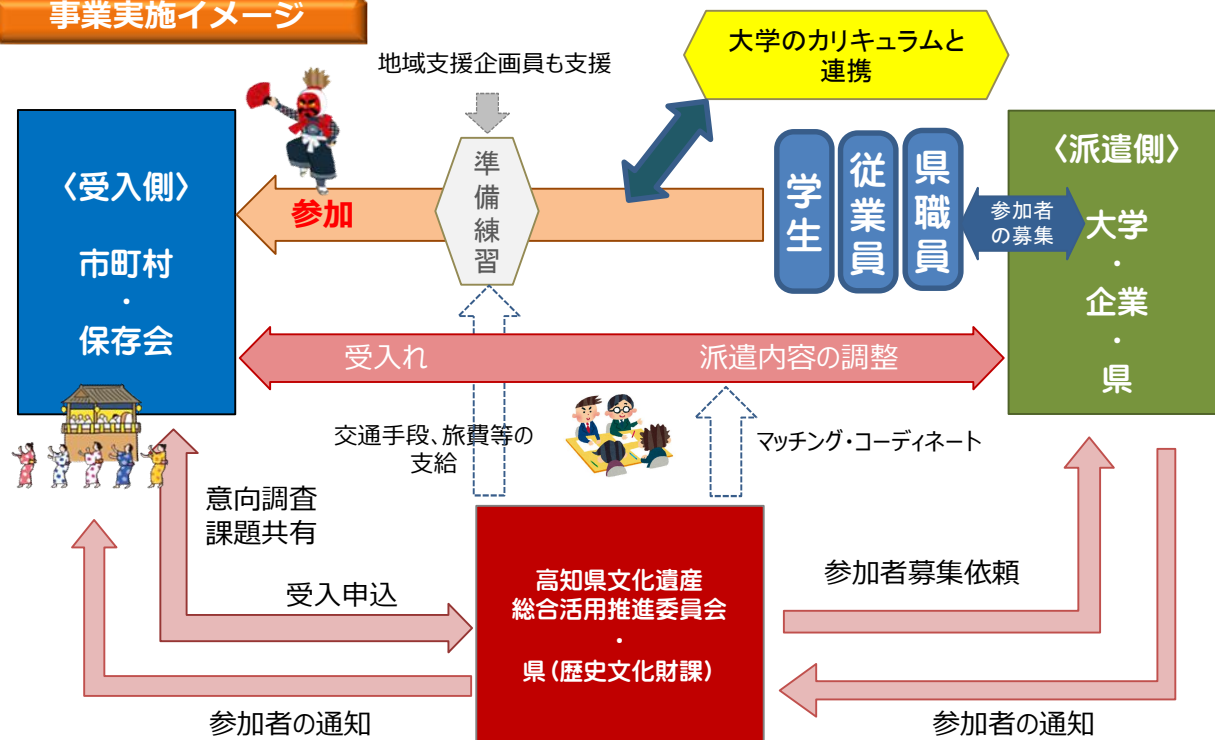 事業実施イメージ
地域支援企画員も支援
大学のカリキュラムと
連携
〈受入側〉
市町村
・
保存会
参加
準備練習
学生
従業員
県職員
参加者
の募集
〈派遣側〉
大学
・
企業
・
県
受入れ
派遣内容の調整
交通手段、旅費等の
支給
マッチング・コーディネート
意向調査
課題共有
受入申込
高知県文化遺産
総合活用推進委員会
・
県（歴史文化財課）
参加者募集依頼
参加者の通知
参加者の通知